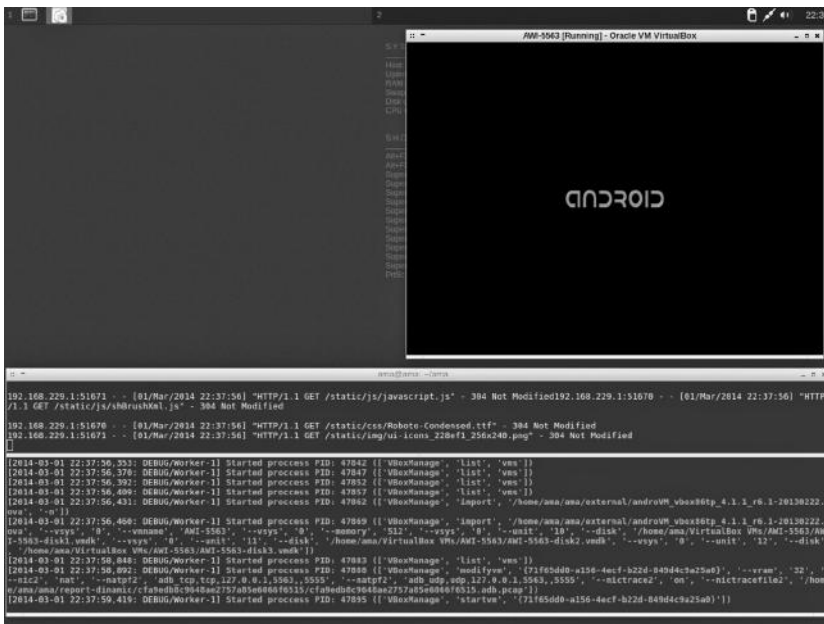 1
2
22:3
AWI-5563 [Running] - Oracle VM VirtualBox
ANDROID
ama@ama: ~/ama
192.168.229.1:51671 - - [01/Mar/2014 22:37:56] "HTTP/1.1 GET /static/js/javascript.js" - 304 Not Modified192.168.229.1:51670 - - [01/Mar/2014 22:37:56] "HTTP
/1.1 GET /static/js/shBrushXml.js" - 304 Not Modified
192.168.229.1:51670 - - [01/Mar/2014 22:37:56] "HTTP/1.1 GET /static/css/Roboto-Condensed.ttf" - 304 Not Modified
192.168.229.1:51671 - - [01/Mar/2014 22:37:56] "HTTP/1.1 GET /static/img/ui-icons_228ef1_256x240.png" - 304 Not Modified
[2014-03-01 22:37:56,353: DEBUG/Worker-1] Started proccess PID: 47842 (['VBoxManage', 'list', 'vms'])
[2014-03-01 22:37:56,370: DEBUG/Worker-1] Started proccess PID: 47847 (['VBoxManage', 'list', 'vms'])
[2014-03-01 22:37:56,392: DEBUG/Worker-1] Started proccess PID: 47852 (['VBoxManage', 'list', 'vms'])
[2014-03-01 22:37:56,409: DEBUG/Worker-1] Started proccess PID: 47857 (['VBoxManage', 'list', 'vms'])
[2014-03-01 22:37:56,431: DEBUG/Worker-1] Started proccess PID: 47862 (['VBoxManage', 'import', '/home/ama/ama/external/androVM_vbox86tp_4.1.1_r6.1-20130222.
ova', '-n'])
[2014-03-01 22:37:56,460: DEBUG/Worker-1] Started proccess PID: 47869 (['VBoxManage', 'import', '/home/ama/ama/external/androVM_vbox86tp_4.1.1_r6.1-20130222.
ova', '--vsys', '0', '--vmname', 'AWI-5563', '--vsys', '0', '--memory', '512', '--vsys', '0', '--unit', '10', '--disk', '/home/ama/VirtualBox VMs/AWI-5563/AW
I-5563-disk1.vmdk', '--vsys', '0', '--unit', '11', '--disk', '/home/ama/VirtualBox VMs/AWI-5563/AWI-5563-disk2.vmdk', '--vsys', '0', '--unit', '12', '--disk'
, '/home/ama/VirtualBox VMs/AWI-5563/AWI-5563-disk3.vmdk'])
[2014-03-01 22:37:58,848: DEBUG/Worker-1] Started proccess PID: 47883 (['VBoxManage', 'list', 'vms'])
[2014-03-01 22:37:58,892: DEBUG/Worker-1] Started proccess PID: 47888 (['VBoxManage', 'modifyvm', '{71f65dd0-a156-4ecf-b22d-849d4c9a25a0}', '--vram', '32', '
--nic2', 'nat', '--natpf2', 'adb_tcp,tcp,127.0.0.1,5563,,5555', '--natpf2', 'adb_udp,udp,127.0.0.1,5563,,5555', '--nictrace2', 'on', '--nictracefile2', '/hom
e/ama/ama/report-dinamic/cfa9edb8c9648ae2757a85e6066f6515/cfa9edb8c9648ae2757a85e6066f6515.adb.pcap'])
[2014-03-01 22:37:59,419: DEBUG/Worker-1] Started proccess PID: 47895 (['VBoxManage', 'startvm', '{71f65dd0-a156-4ecf-b22d-849d4c9a25a0}'])